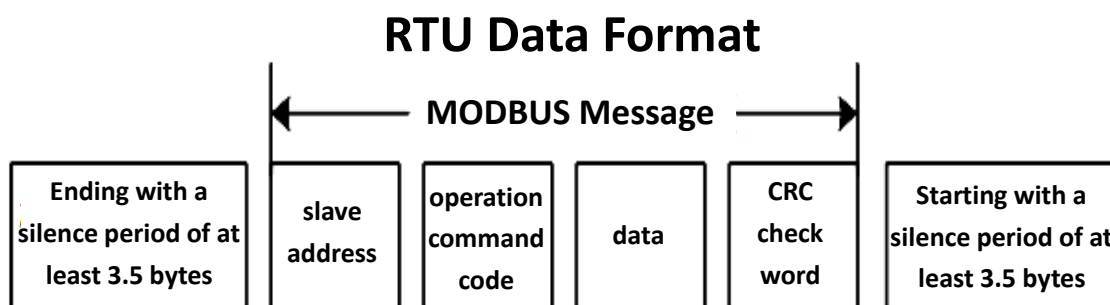 RTU Data Format
MODBUS Message
Ending with a
silence period of at
least 3.5 bytes
slave
address
operation
command
code
data
CRC
check
word
Starting with a
silence period of at
least 3.5 bytes